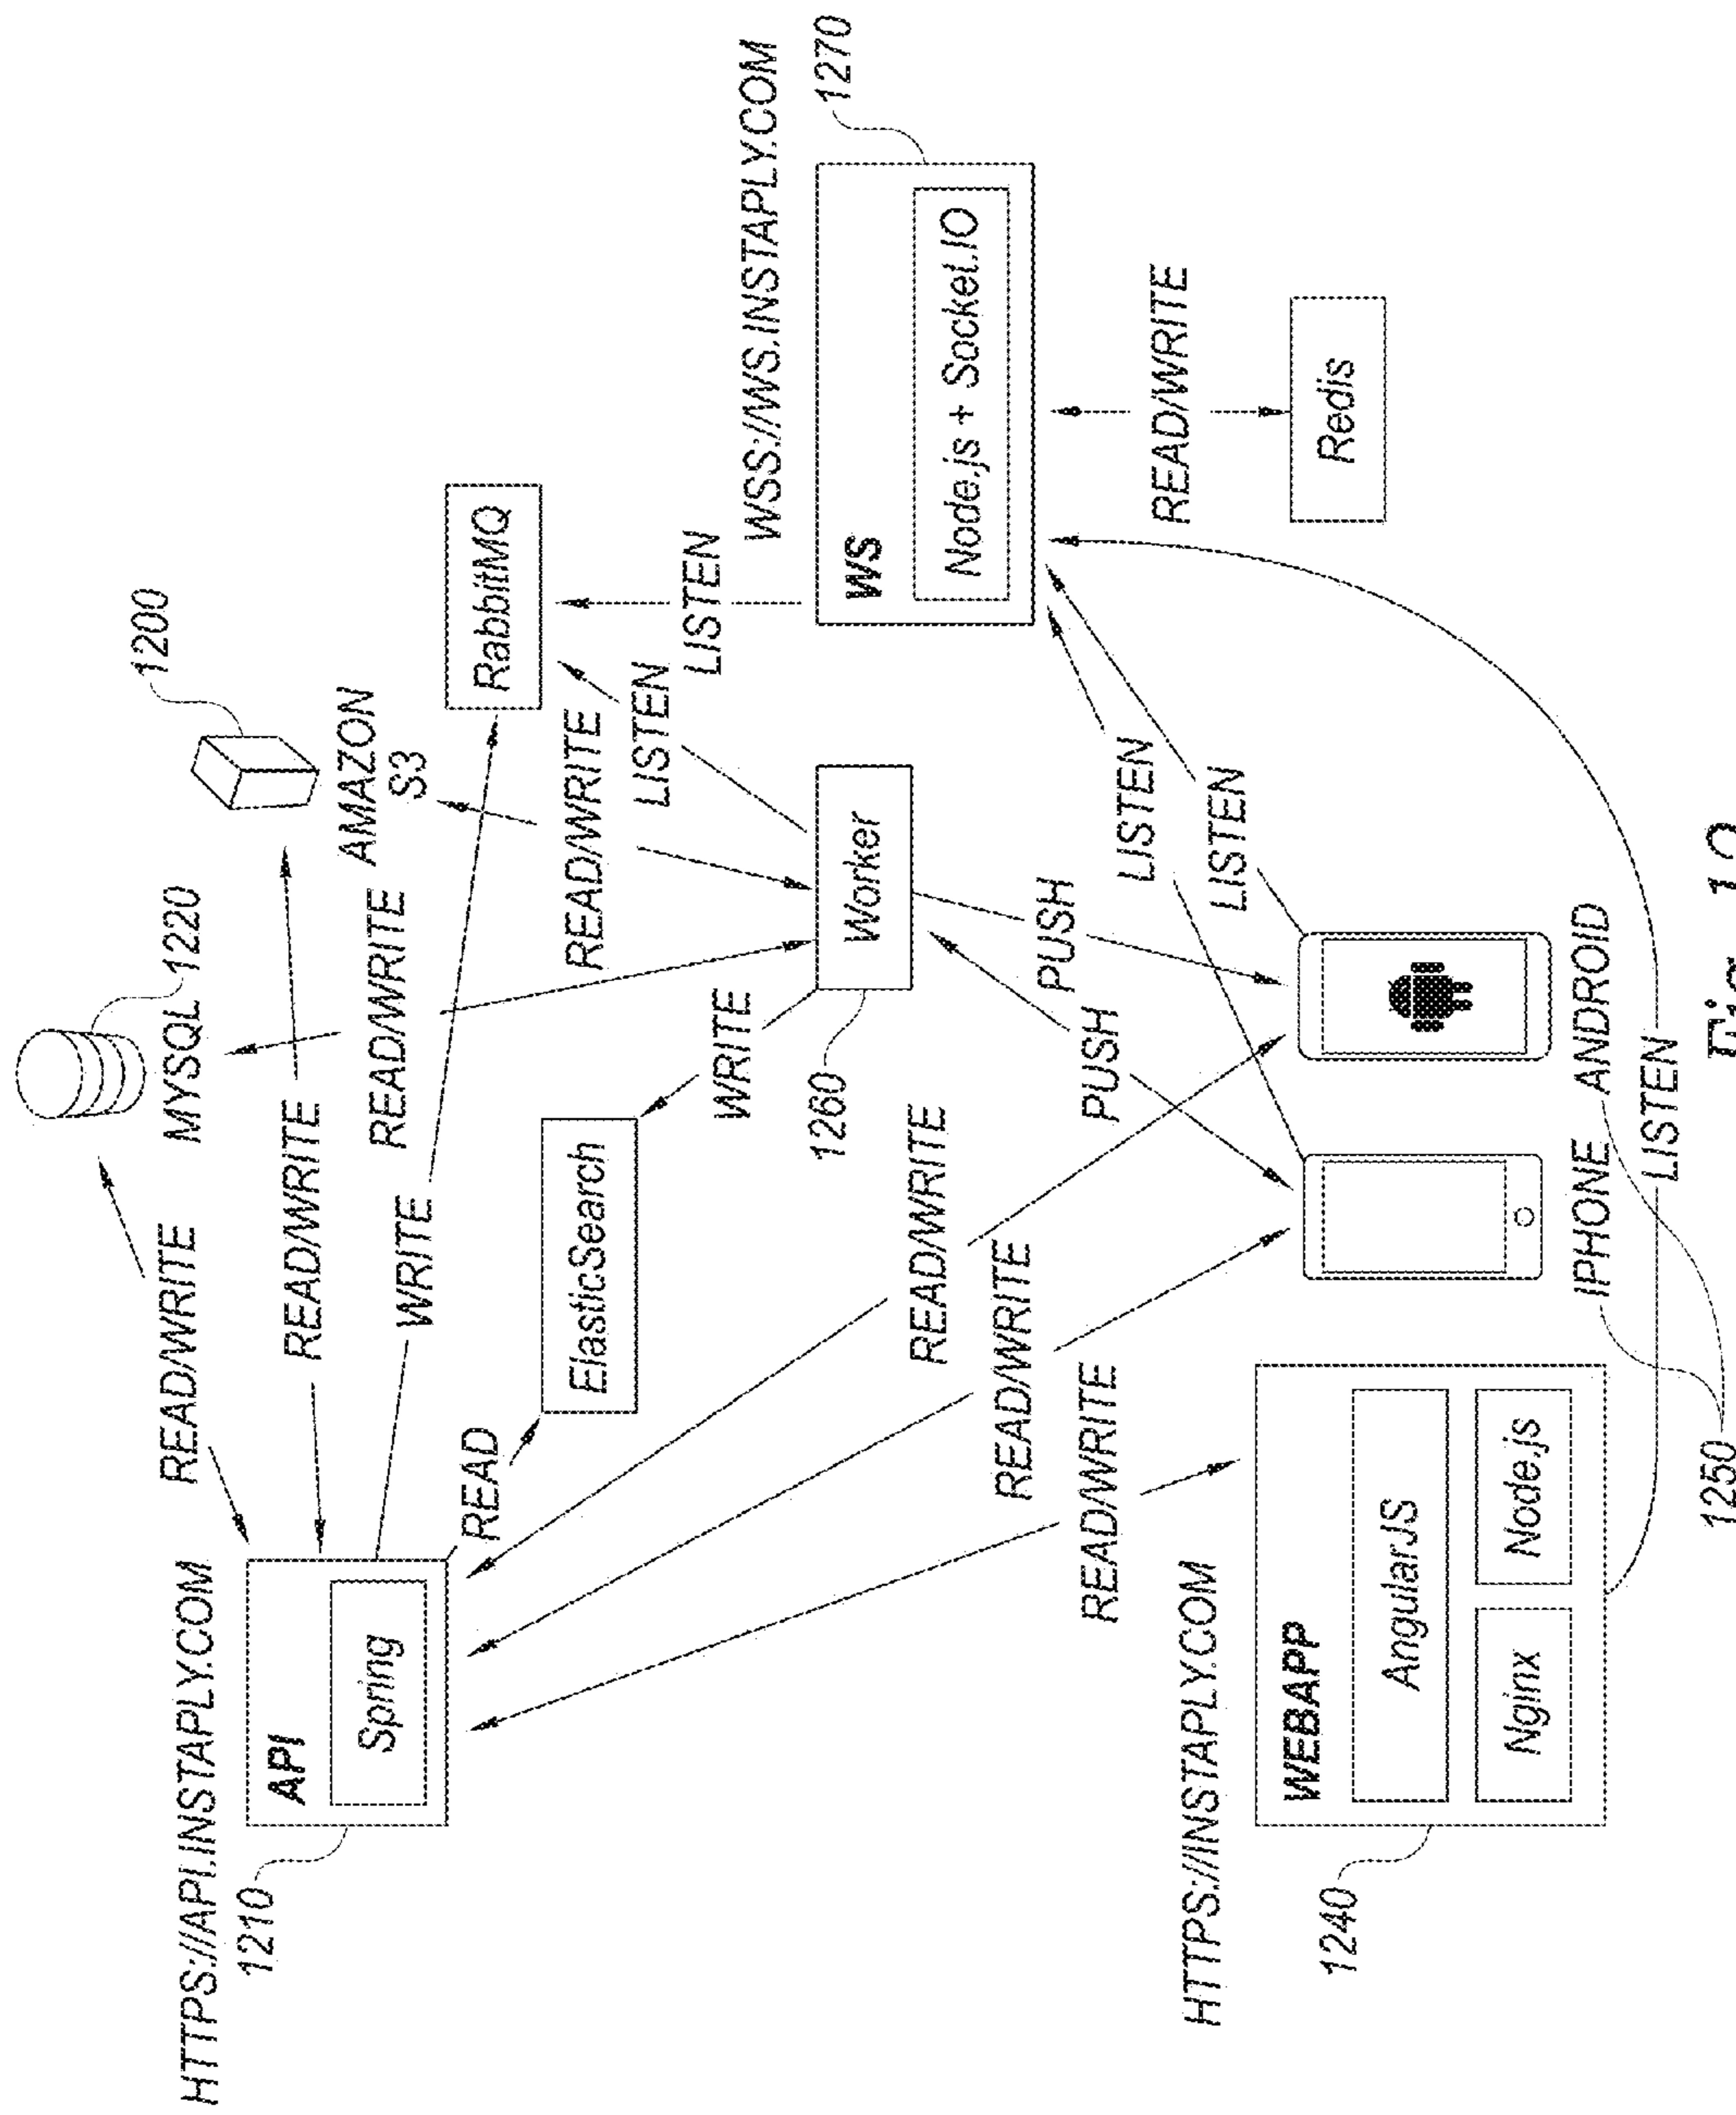 MYSQL
1220
1200
AMAZON
S3
HTTPS://API.INSTAPLY.COM
1210
API
Spring
READ/WRITE
READ/WRITE
WRITE
READ
READ/WRITE
READ/WRITE
LISTEN
LISTEN
RabbitMQ
ElasticSearch
WRITE
Worker
1260
WSS://WS.INSTAPLY.COM
1270
WS
Node.js + Socket.IO
READ/WRITE
Redis
READ/WRITE
READ/WRITE
READ/WRITE
PUSH
PUSH
LISTEN
LISTEN
HTTPS://INSTAPLY.COM
1240
WEBAPP
AngularJS
Nginx
Node.js
IPHONE
ANDROID
LISTEN
1250